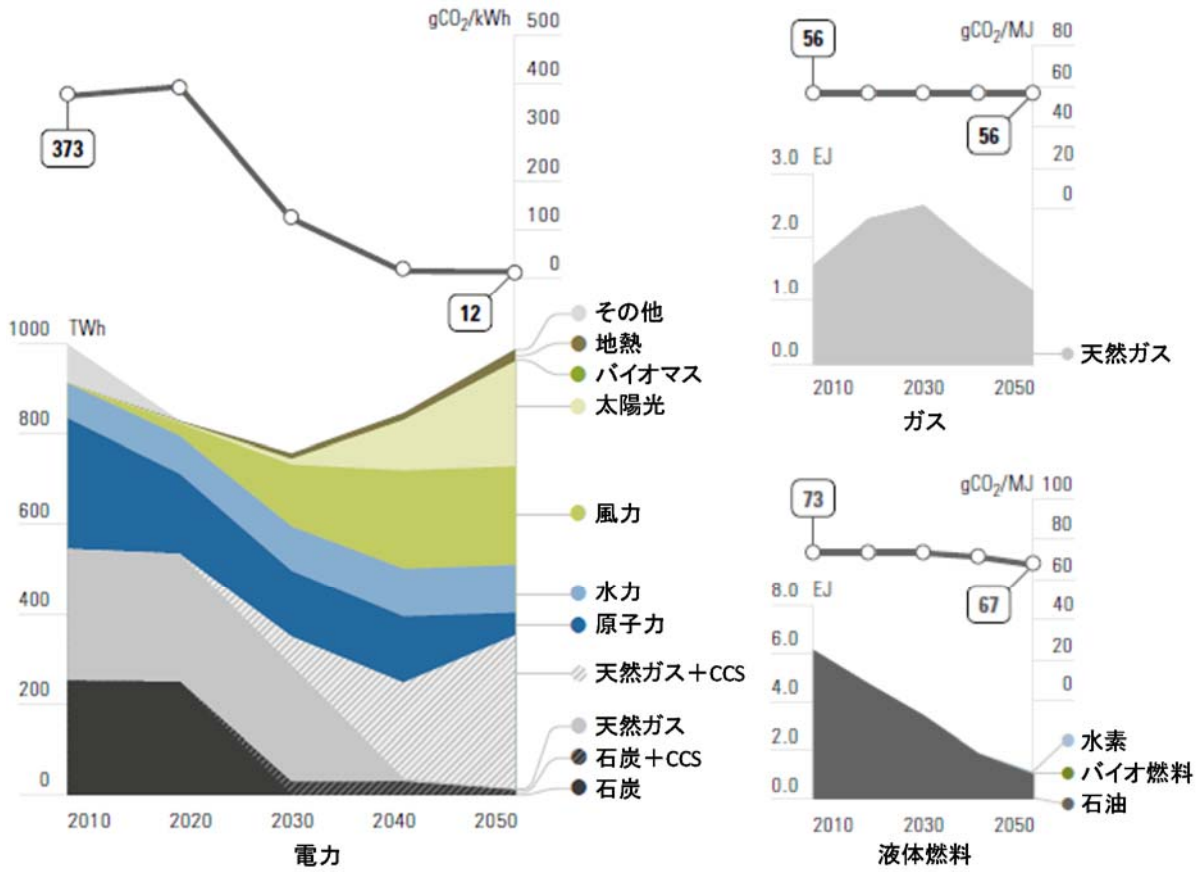 gCO₂/kWh
500
400
300
200
100
0
373
12
TWh
1000
800
600
400
200
0
その他
地熱
バイオマス
太陽光
風力
水力
原子力
天然ガス＋CCS
天然ガス
石炭＋CCS
石炭
2010 2020 2030 2040 2050
電力
gCO₂/MJ
80
60
40
20
0
56
56
EJ
3.0
2.0
1.0
0.0
天然ガス
2010 2030 2050
ガス
gCO₂/MJ
100
80
60
40
20
0
73
67
EJ
8.0
6.0
4.0
2.0
0.0
水素
バイオ燃料
石油
2010 2030 2050
液体燃料